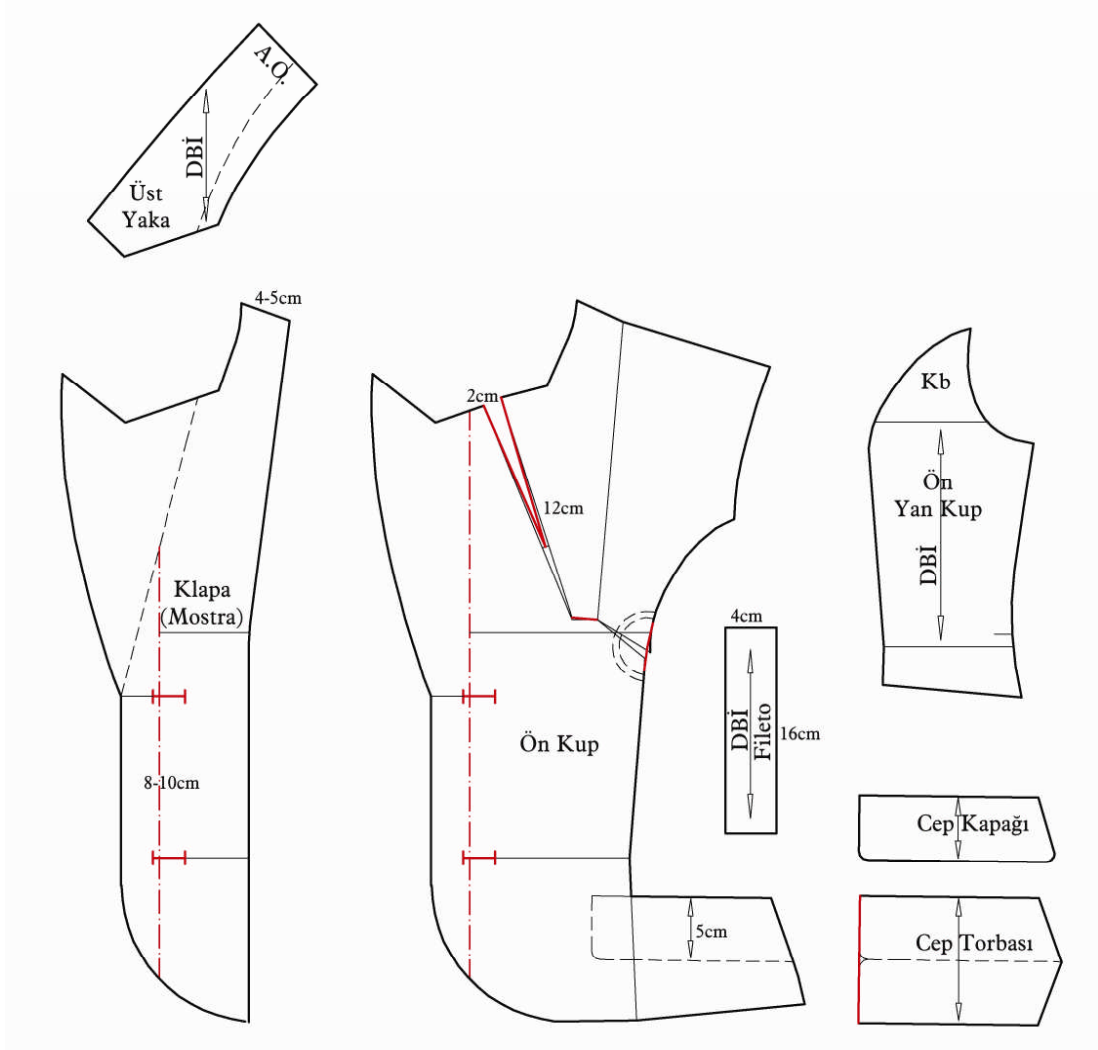 A.O.
DBİ
Üst
Yaka
4-5cm
2cm
Kb
12cm
Ön
Yan Kup
DBİ
Klapa
(Mostra)
4cm
DBİ
Fileto
16cm
Ön Kup
8-10cm
Cep Kapağı
5cm
Cep Torbası